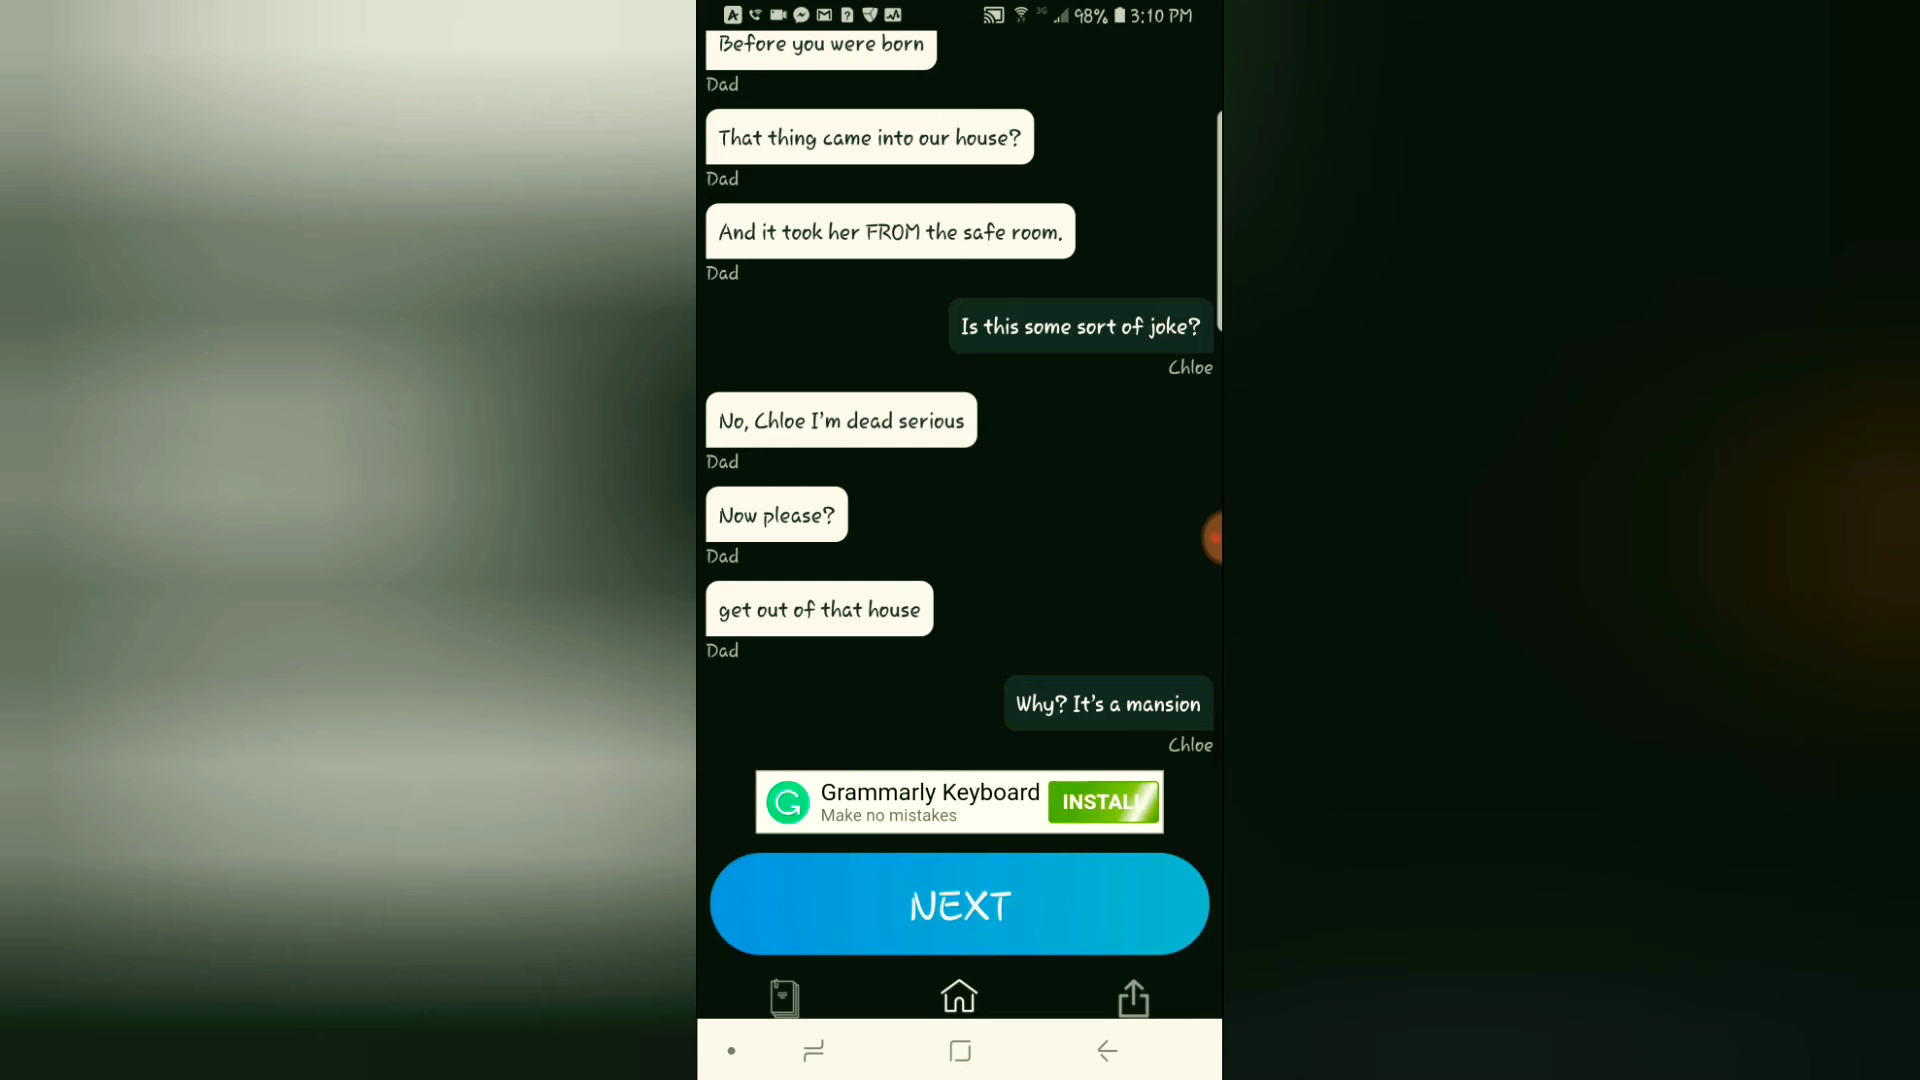 3G 98% 3:10 PM
Before you were born
Dad
That thing came into our house?
Dad
And it took her FROM the safe room.
Dad
Is this some sort of joke?
Chloe
No, Chloe I'm dead serious
Dad
Now please?
Dad
get out of that house
Dad
Why? It's a mansion
Chloe
Grammarly Keyboard
Make no mistakes
INSTALL
NEXT